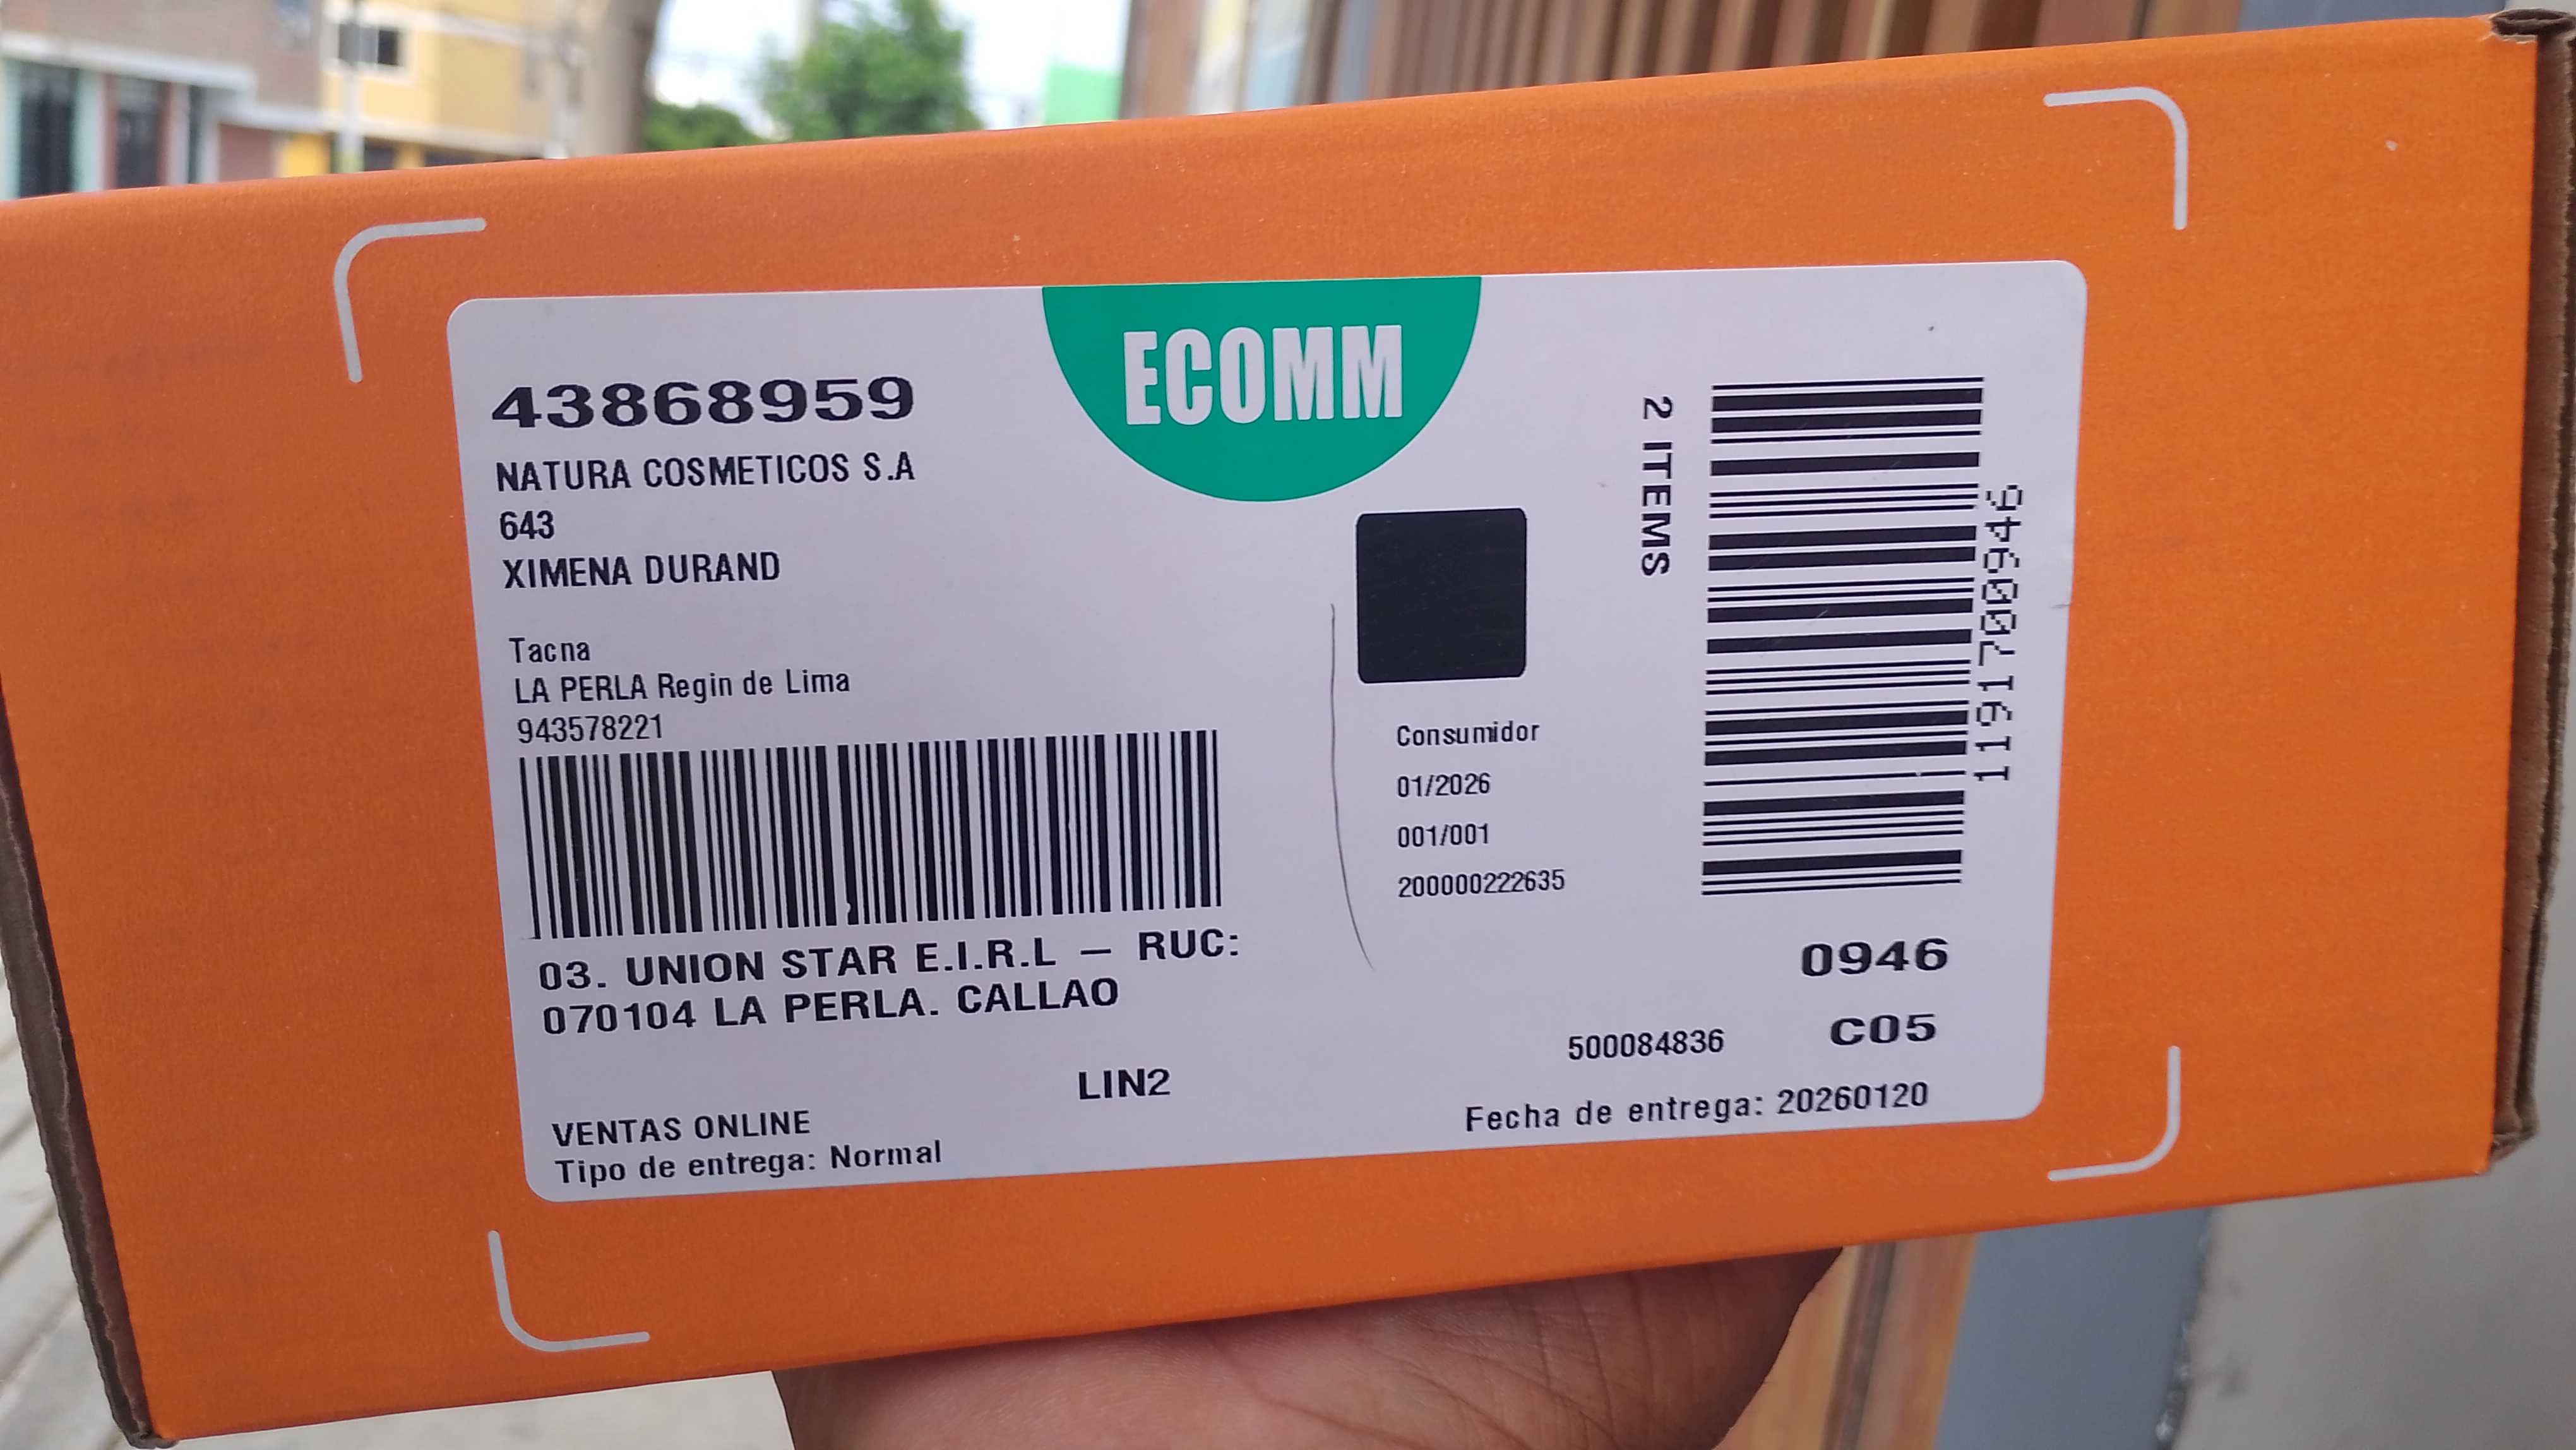 ECOMM
43868959
NATURA COSMETICOS S.A
643
XIMENA DURAND
Tacna
LA PERLA Regin de Lima
943578221
03. UNION STAR E.I.R.L – RUC:
070104 LA PERLA. CALLAO
LIN2
VENTAS ONLINE
Tipo de entrega: Normal
2 ITEMS
1191700946
Consumidor
01/2026
001/001
200000222635
0946
500084836 C05
Fecha de entrega: 20260120